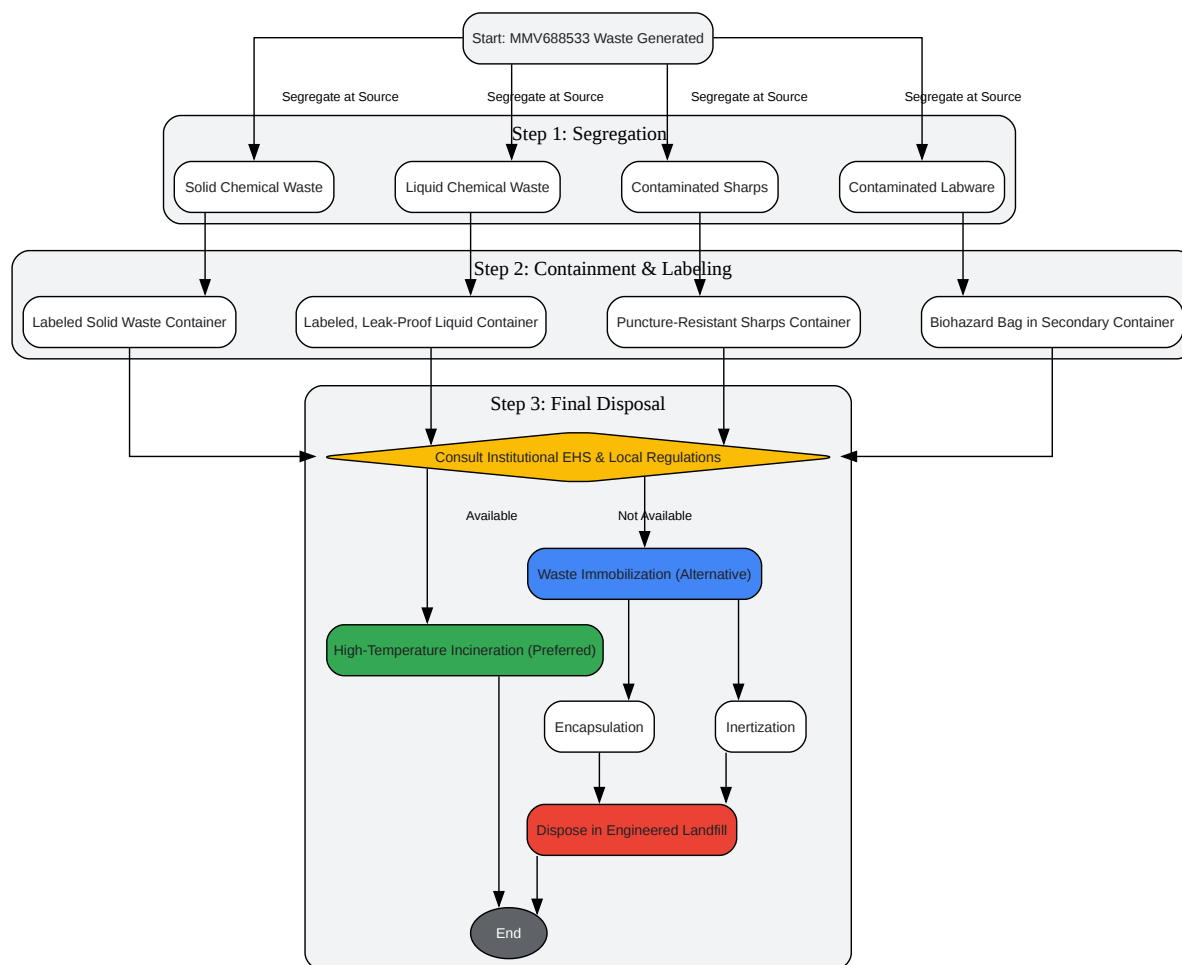 Start: MMV688533 Waste Generated
Segregate at Source
Segregate at Source
Segregate at Source
Segregate at Source
Step 1: Segregation
Solid Chemical Waste
Liquid Chemical Waste
Contaminated Sharps
Contaminated Labware
Step 2: Containment & Labeling
Labeled Solid Waste Container
Labeled, Leak-Proof Liquid Container
Puncture-Resistant Sharps Container
Biohazard Bag in Secondary Container
Step 3: Final Disposal
Consult Institutional EHS & Local Regulations
Available
Not Available
Waste Immobilization (Alternative)
High-Temperature Incineration (Preferred)
Encapsulation
Inertization
Dispose in Engineered Landfill
End